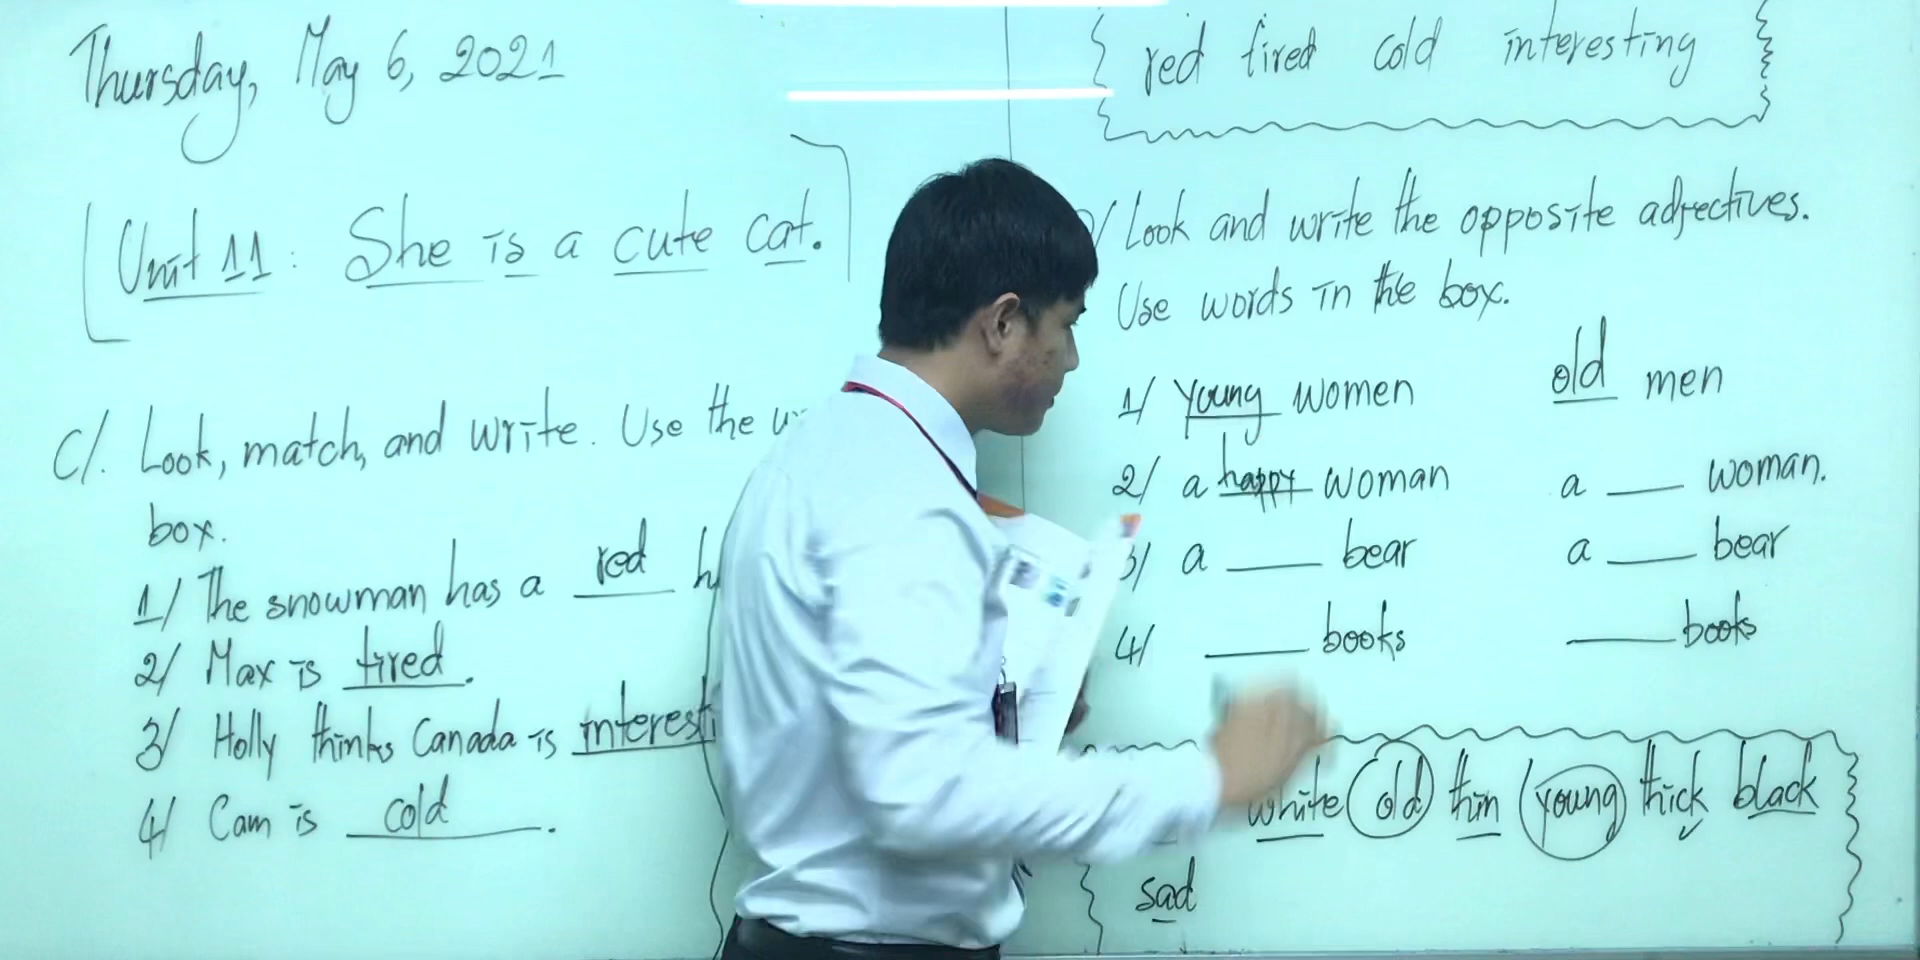 Thursday, May 6, 2021
Unit 11: She is a cute cat.
C/. Look, match, and write. Use the
box.
1/ The snowman has a red
2/ Max is tired.
3/ Holly thinks Canada is interesti
4/ Cam is cold.
red tired cold interesting
/ Look and write the opposite adjectives.
Use words in the box.
1/ young women old men
2/ a happy woman a ___ woman.
3/ a ___ bear a ___ bear
4/ ___ books ___ books
white old thin young thick black
sad